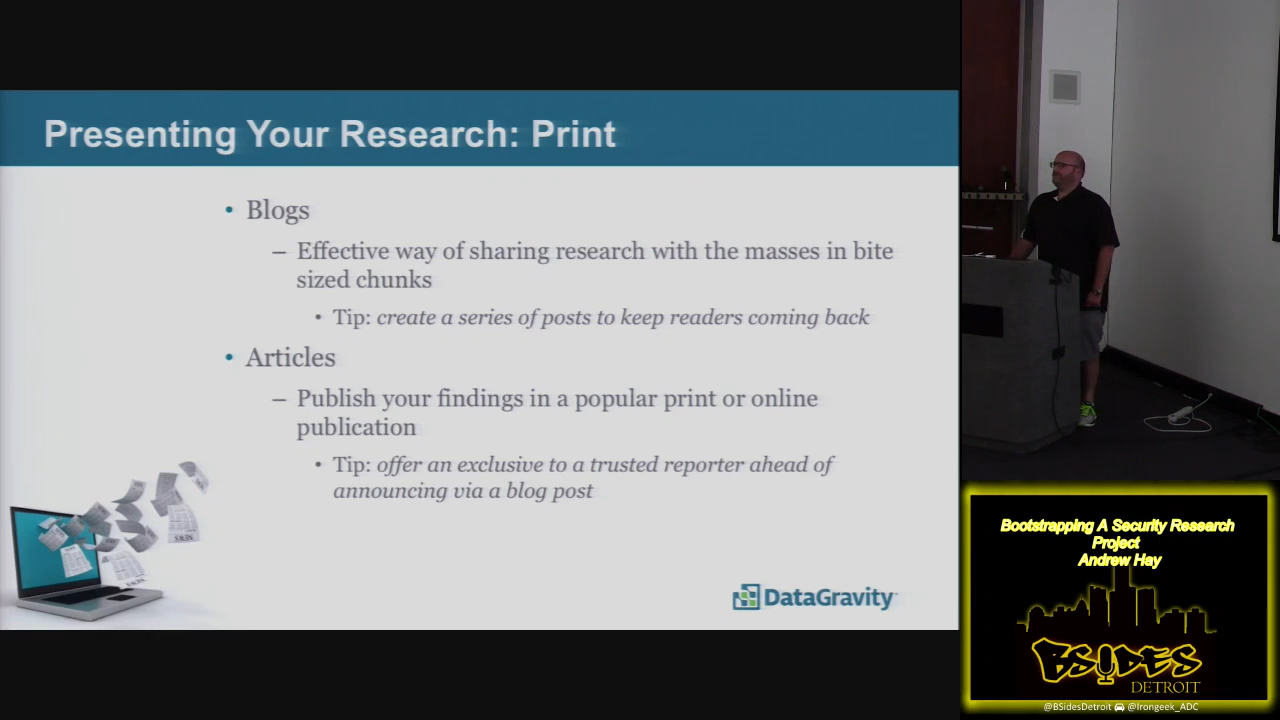 Presenting Your Research: Print
• Blogs
– Effective way of sharing research with the masses in bite
sized chunks
• Tip: create a series of posts to keep readers coming back
• Articles
– Publish your findings in a popular print or online
publication
• Tip: offer an exclusive to a trusted reporter ahead of
announcing via a blog post
NEWS
DataGravity
Bootstrapping A Security Research
Project
Andrew Hay
BSIDES
DETROIT
@BSidesDetroit @Irongeek_ADC